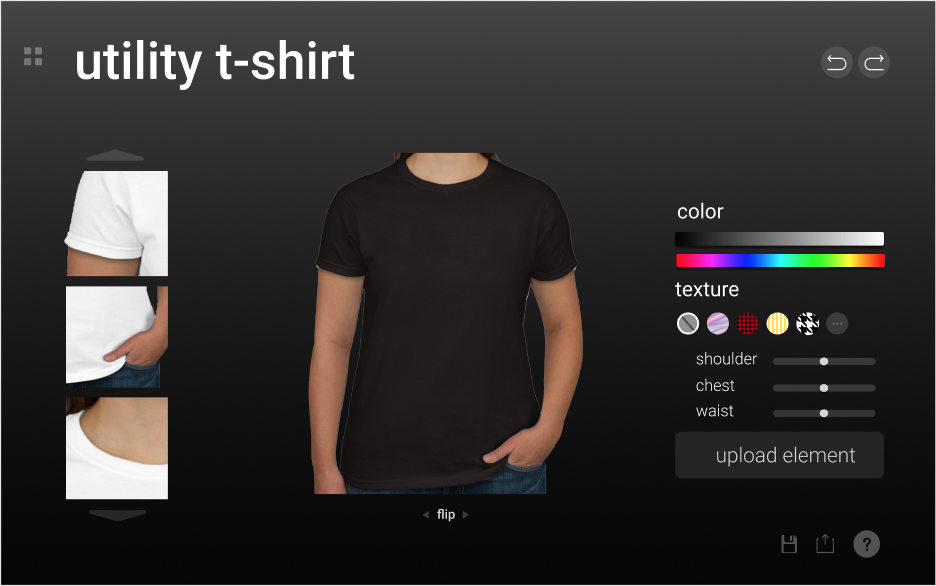 utility t-shirt
color
texture
shoulder
chest
waist
upload element
flip
?